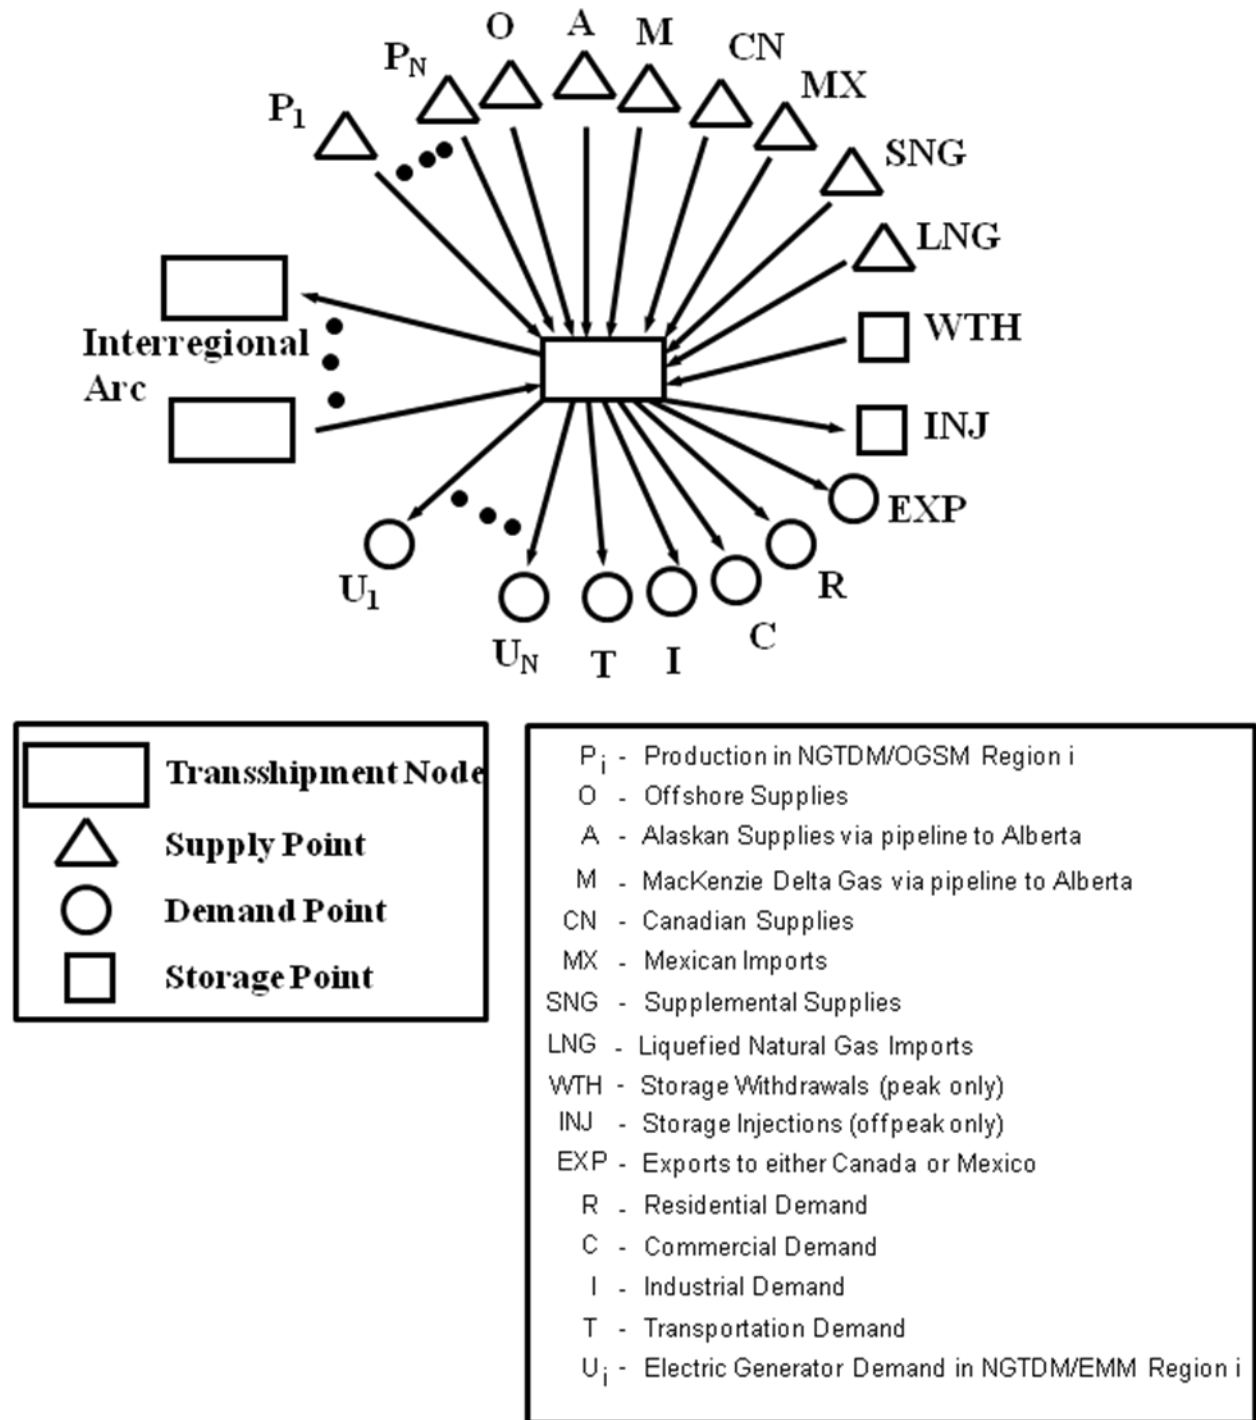 O
A
M
CN
P_N
MX
P_1
SNG
LNG
WTH
Interregional
Arc
INJ
EXP
U_1
R
C
U_N
T
I
Transshipment Node
Supply Point
Demand Point
Storage Point
P_i - Production in NGTDM/OGSM Region i
O - Offshore Supplies
A - Alaskan Supplies via pipeline to Alberta
M - MacKenzie Delta Gas via pipeline to Alberta
CN - Canadian Supplies
MX - Mexican Imports
SNG - Supplemental Supplies
LNG - Liquefied Natural Gas Imports
WTH - Storage Withdrawals (peak only)
INJ - Storage Injections (offpeak only)
EXP - Exports to either Canada or Mexico
R - Residential Demand
C - Commercial Demand
I - Industrial Demand
T - Transportation Demand
U_i - Electric Generator Demand in NGTDM/EMM Region i